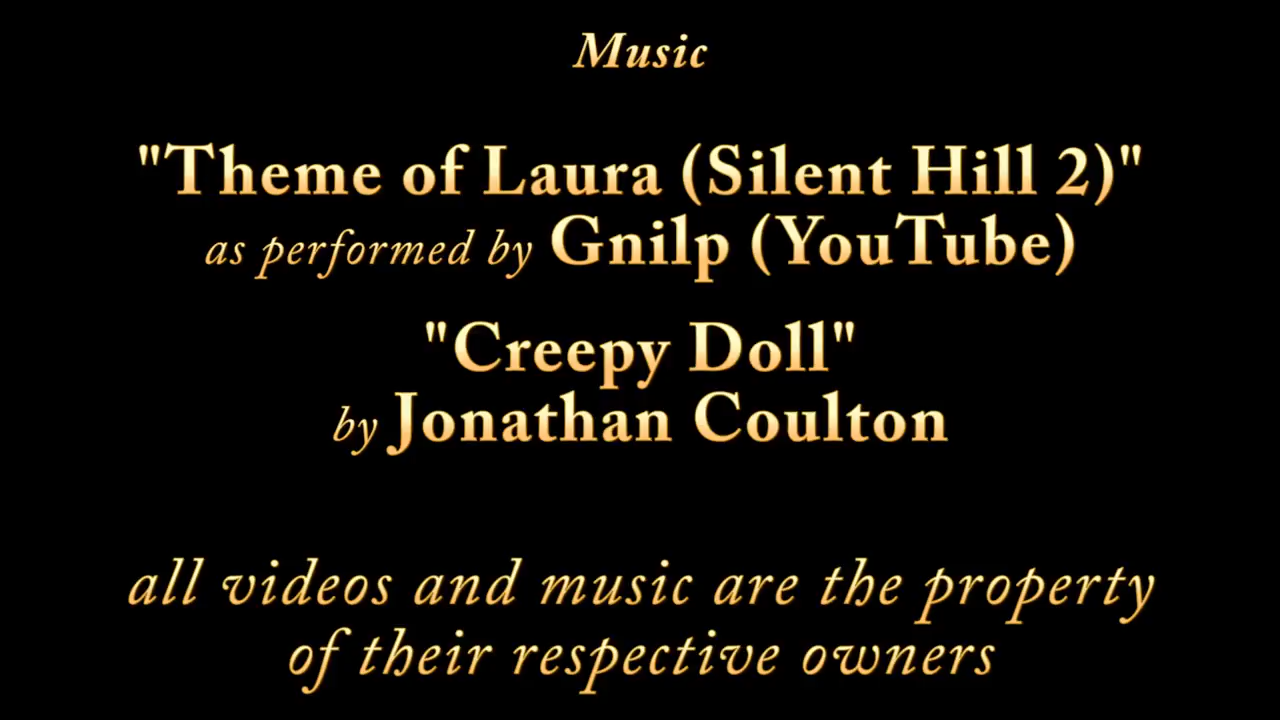 Music
"Theme of Laura (Silent Hill 2)"
as performed by Gnilp (YouTube)
"Creepy Doll"
by Jonathan Coulton
all videos and music are the property
of their respective owners